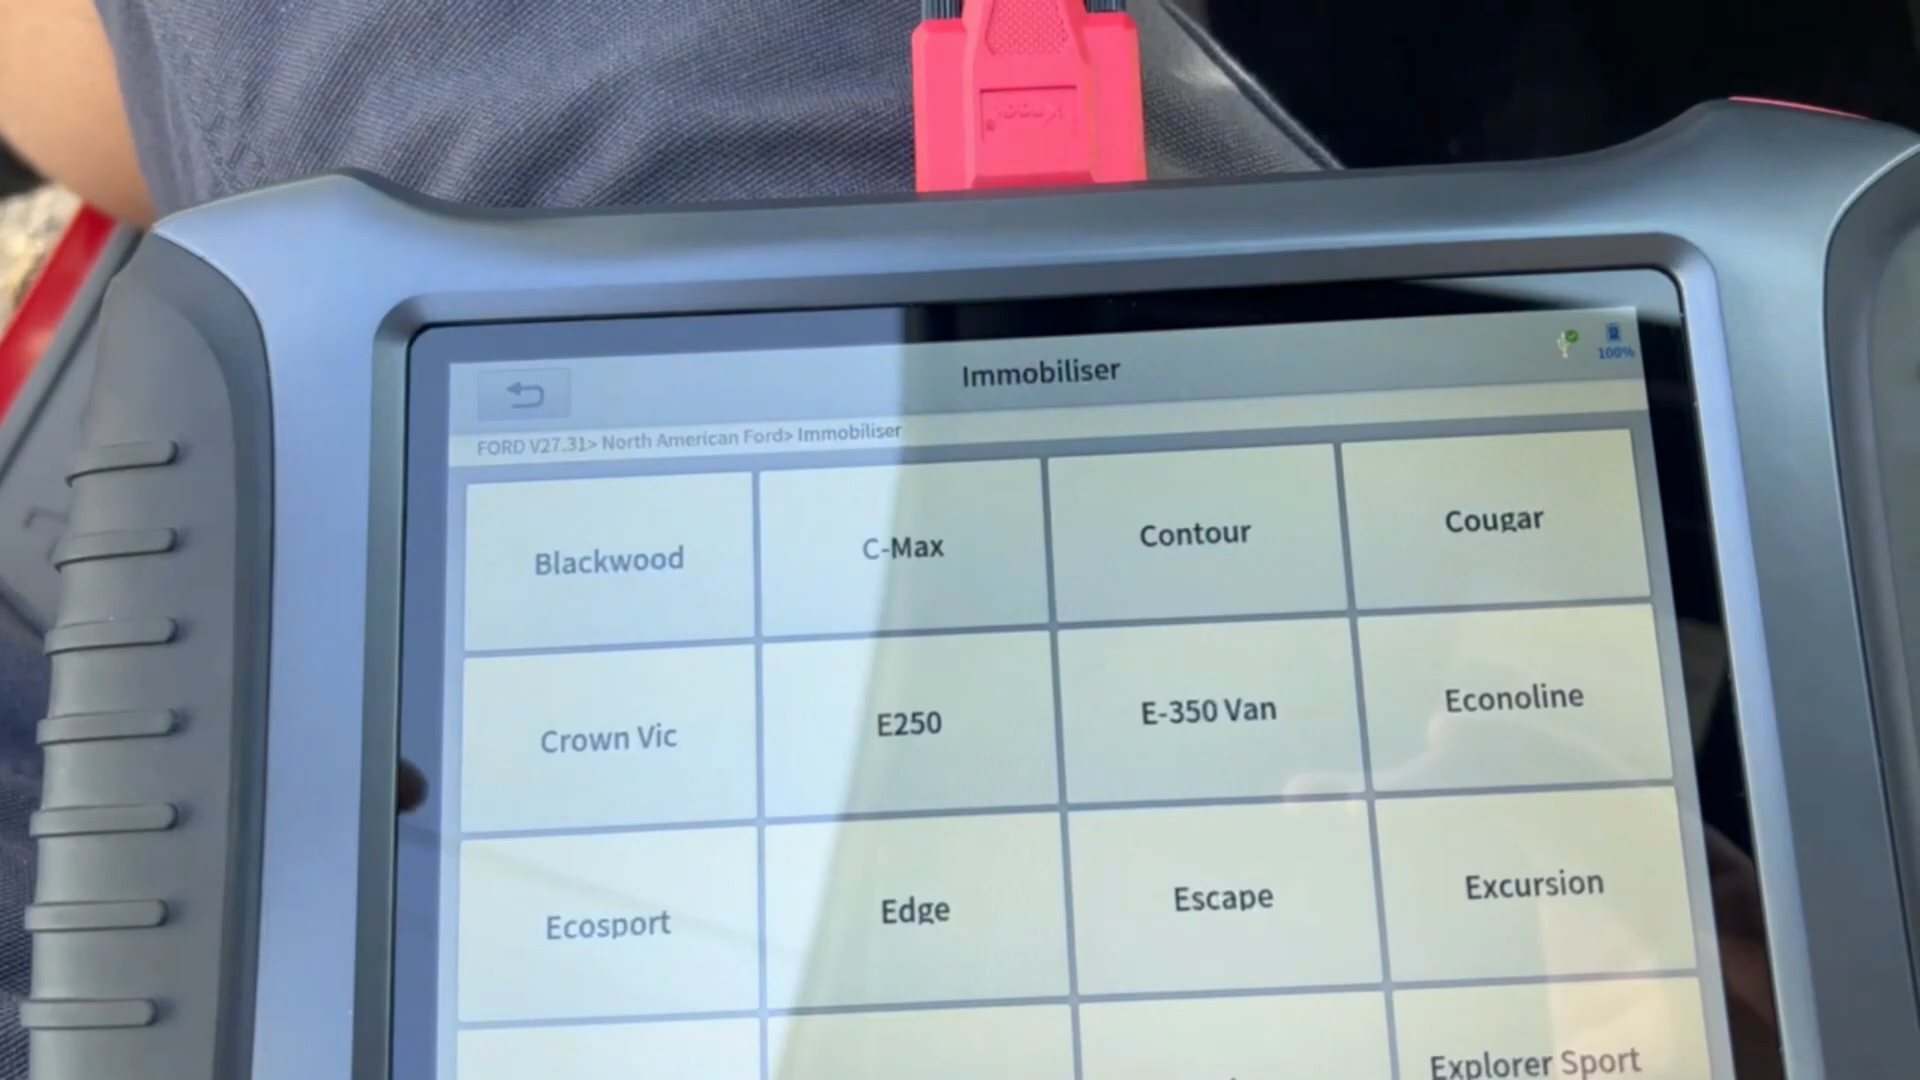 Immobiliser
100%
FORD V27.31> North American Ford> Immobiliser
Blackwood
C-Max
Contour
Cougar
Crown Vic
E250
E-350 Van
Econoline
Ecosport
Edge
Escape
Excursion
Explorer Sport